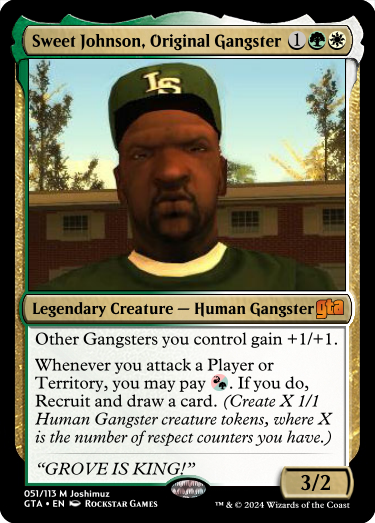 Sweet Johnson, Original Gangster 1
LS
Legendary Creature — Human Gangster gta
Other Gangsters you control gain +1/+1.
Whenever you attack a Player or
Territory, you may pay . If you do,
Recruit and draw a card. (Create X 1/1
Human Gangster creature tokens, where X
is the number of respect counters you have.)
“GROVE IS KING!”
3/2
051/113 M Joshimuz
GTA • EN ROCKSTAR GAMES
™ & © 2024 Wizards of the Coast